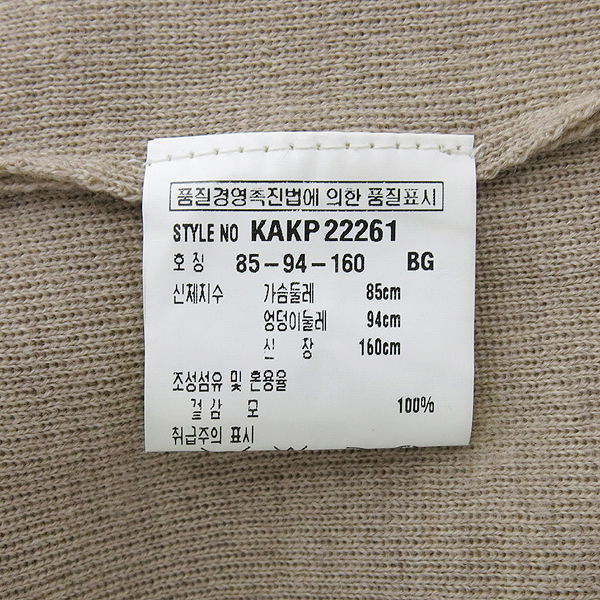 품질경영촉진법에 의한 품질표시
STYLE NO KAKP 22261
호 칭 85-94-160 BG
신체치수 가슴둘레 85cm
엉덩이둘레 94cm
신 장 160cm
조성섬유 및 혼용율
겉 감 모 100%
취급주의 표시